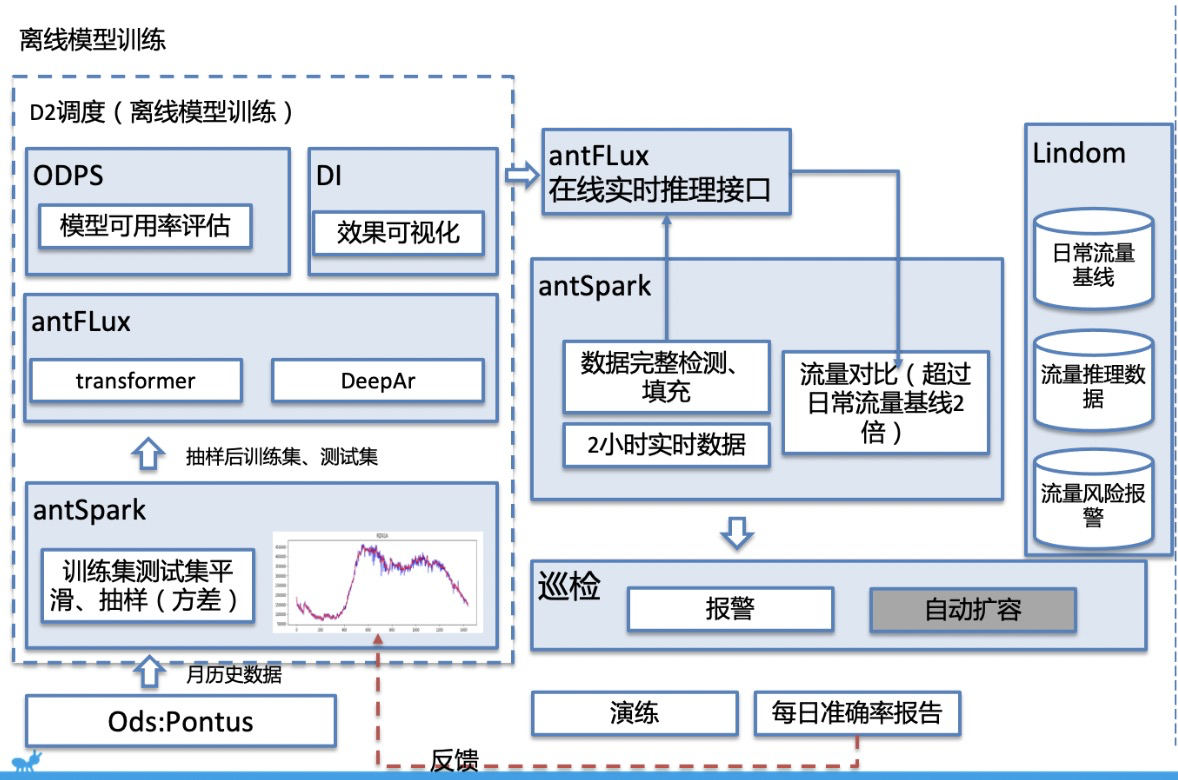 离线模型训练
D2调度（离线模型训练）
ODPS
模型可用率评估
DI
效果可视化
antFLux
transformer
DeepAr
抽样后训练集、测试集
antSpark
训练集测试集平
滑、抽样（方差）
月历史数据
Ods:Pontus
antFLux
在线实时推理接口
antSpark
数据完整检测、
填充
2小时实时数据
流量对比（超过
日常流量基线2
倍）
Lindom
日常流量
基线
流量推理数
据
流量风险报
警
巡检
报警
自动扩容
演练
每日准确率报告
反馈